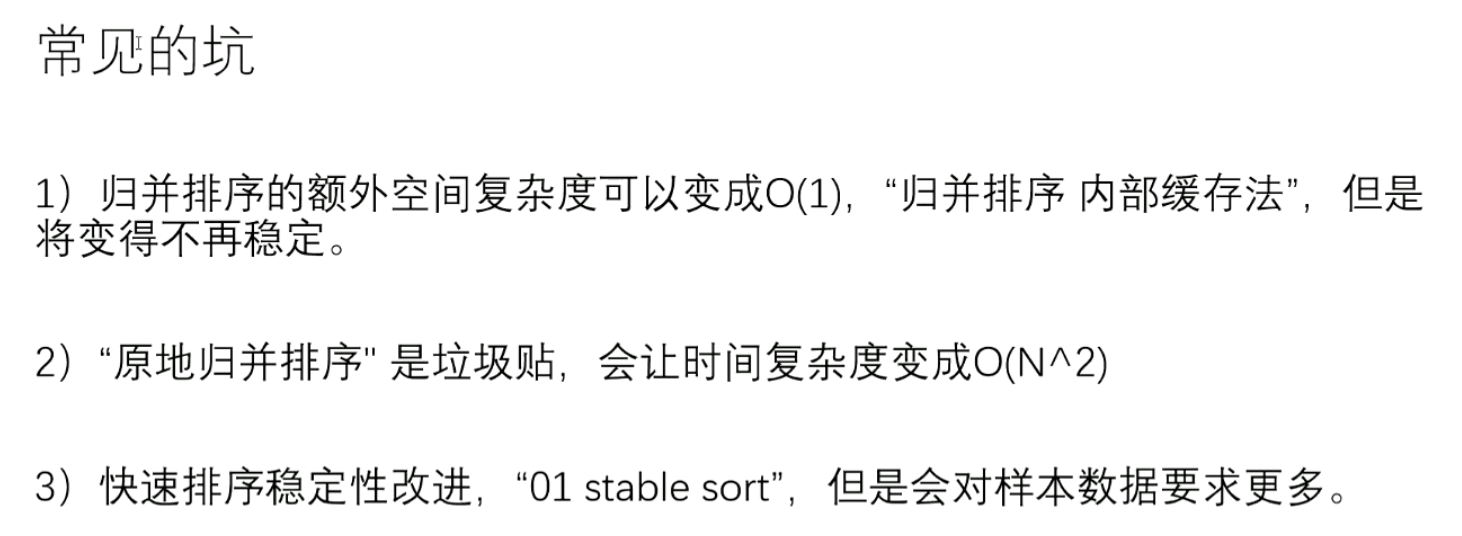 常见的坑
1）归并排序的额外空间复杂度可以变成O(1)，“归并排序 内部缓存法”，但是
将变得不再稳定。
2）“原地归并排序" 是垃圾贴，会让时间复杂度变成O(N^2)
3）快速排序稳定性改进，“01 stable sort”，但是会对样本数据要求更多。